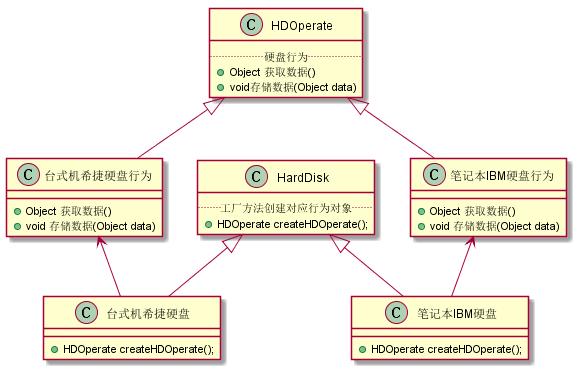 C HDOperate
硬盘行为
Object 获取数据()
void存储数据(Object data)
C 台式机希捷硬盘行为
Object 获取数据()
void 存储数据(Object data)
C HardDisk
工厂方法创建对应行为对象
HDOperate createHDOperate();
C 笔记本IBM硬盘行为
Object 获取数据()
void 存储数据(Object data)
C 台式机希捷硬盘
HDOperate createHDOperate();
C 笔记本IBM硬盘
HDOperate createHDOperate();